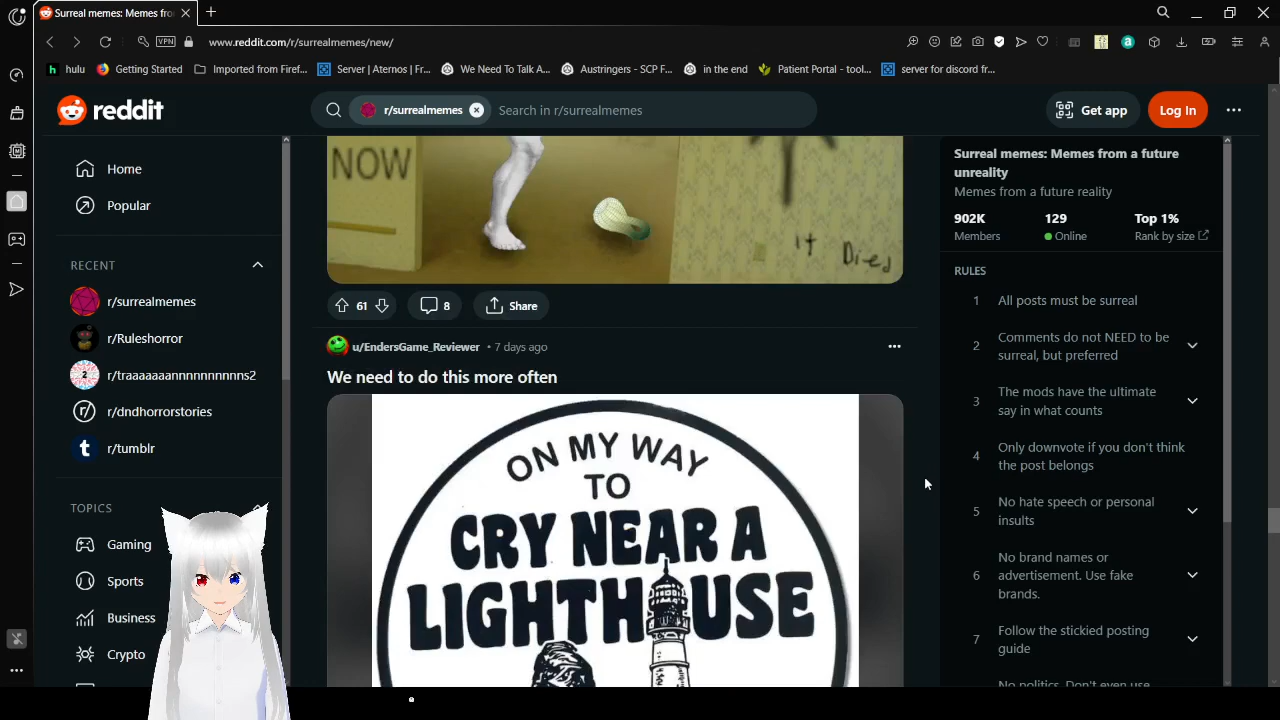 Surreal memes: Memes fro
VPN
www.reddit.com/r/surrealmemes/new/
hulu
Getting Started
Imported from Firef...
Server | Aternos | Fr...
We Need To Talk A...
Austringers - SCP F...
in the end
Patient Portal - tool...
server for discord fr...
reddit
r/surrealmemes
Search in r/surrealmemes
Get app
Log In
Home
Popular
RECENT
r/surrealmemes
r/Ruleshorror
r/traaaaaaannnnnnnnnns2
r/dndhorrorstories
r/tumblr
TOPICS
Gaming
Sports
Business
Crypto
NOW
it Died
61
8
Share
u/EndersGame_Reviewer • 7 days ago
We need to do this more often
ON MY WAY
TO
CRY NEAR A
LIGHTHOUSE
Surreal memes: Memes from a future
unreality
Memes from a future reality
902K
Members
129
Online
Top 1%
Rank by size
RULES
1 All posts must be surreal
2 Comments do not NEED to be
surreal, but preferred
3 The mods have the ultimate
say in what counts
4 Only downvote if you don't think
the post belongs
5 No hate speech or personal
insults
6 No brand names or
advertisement. Use fake
brands.
7 Follow the stickied posting
guide
No politics. Don't even use